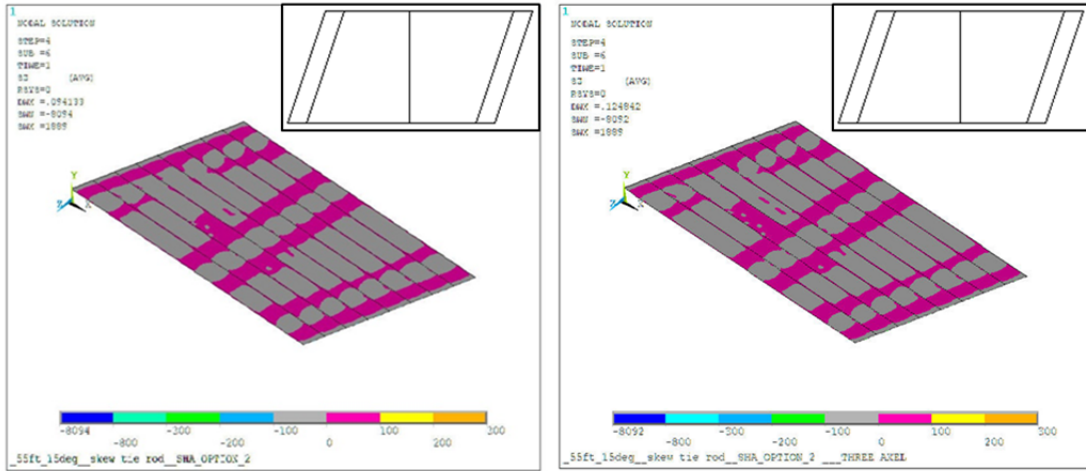 1
NODAL SOLUTION
STEP=4
SUB =6
TIME=1
S3 (AVG)
RSYS=0
DMX =.094133
SMN =-8094
SMX =1889
Y
Z
X
-8094
-800
-300
-200
-100
0
100
200
300
_55ft_15deg__skew tie rod__SHA_OPTION_2
1
NODAL SOLUTION
STEP=4
SUB =6
TIME=1
S3 (AVG)
RSYS=0
DMX =.124842
SMN =-8092
SMX =1889
Y
Z
X
-8092
-800
-300
-200
-100
0
100
200
300
_55ft_15deg__skew tie rod__SHA_OPTION_2 ___THREE AXEL